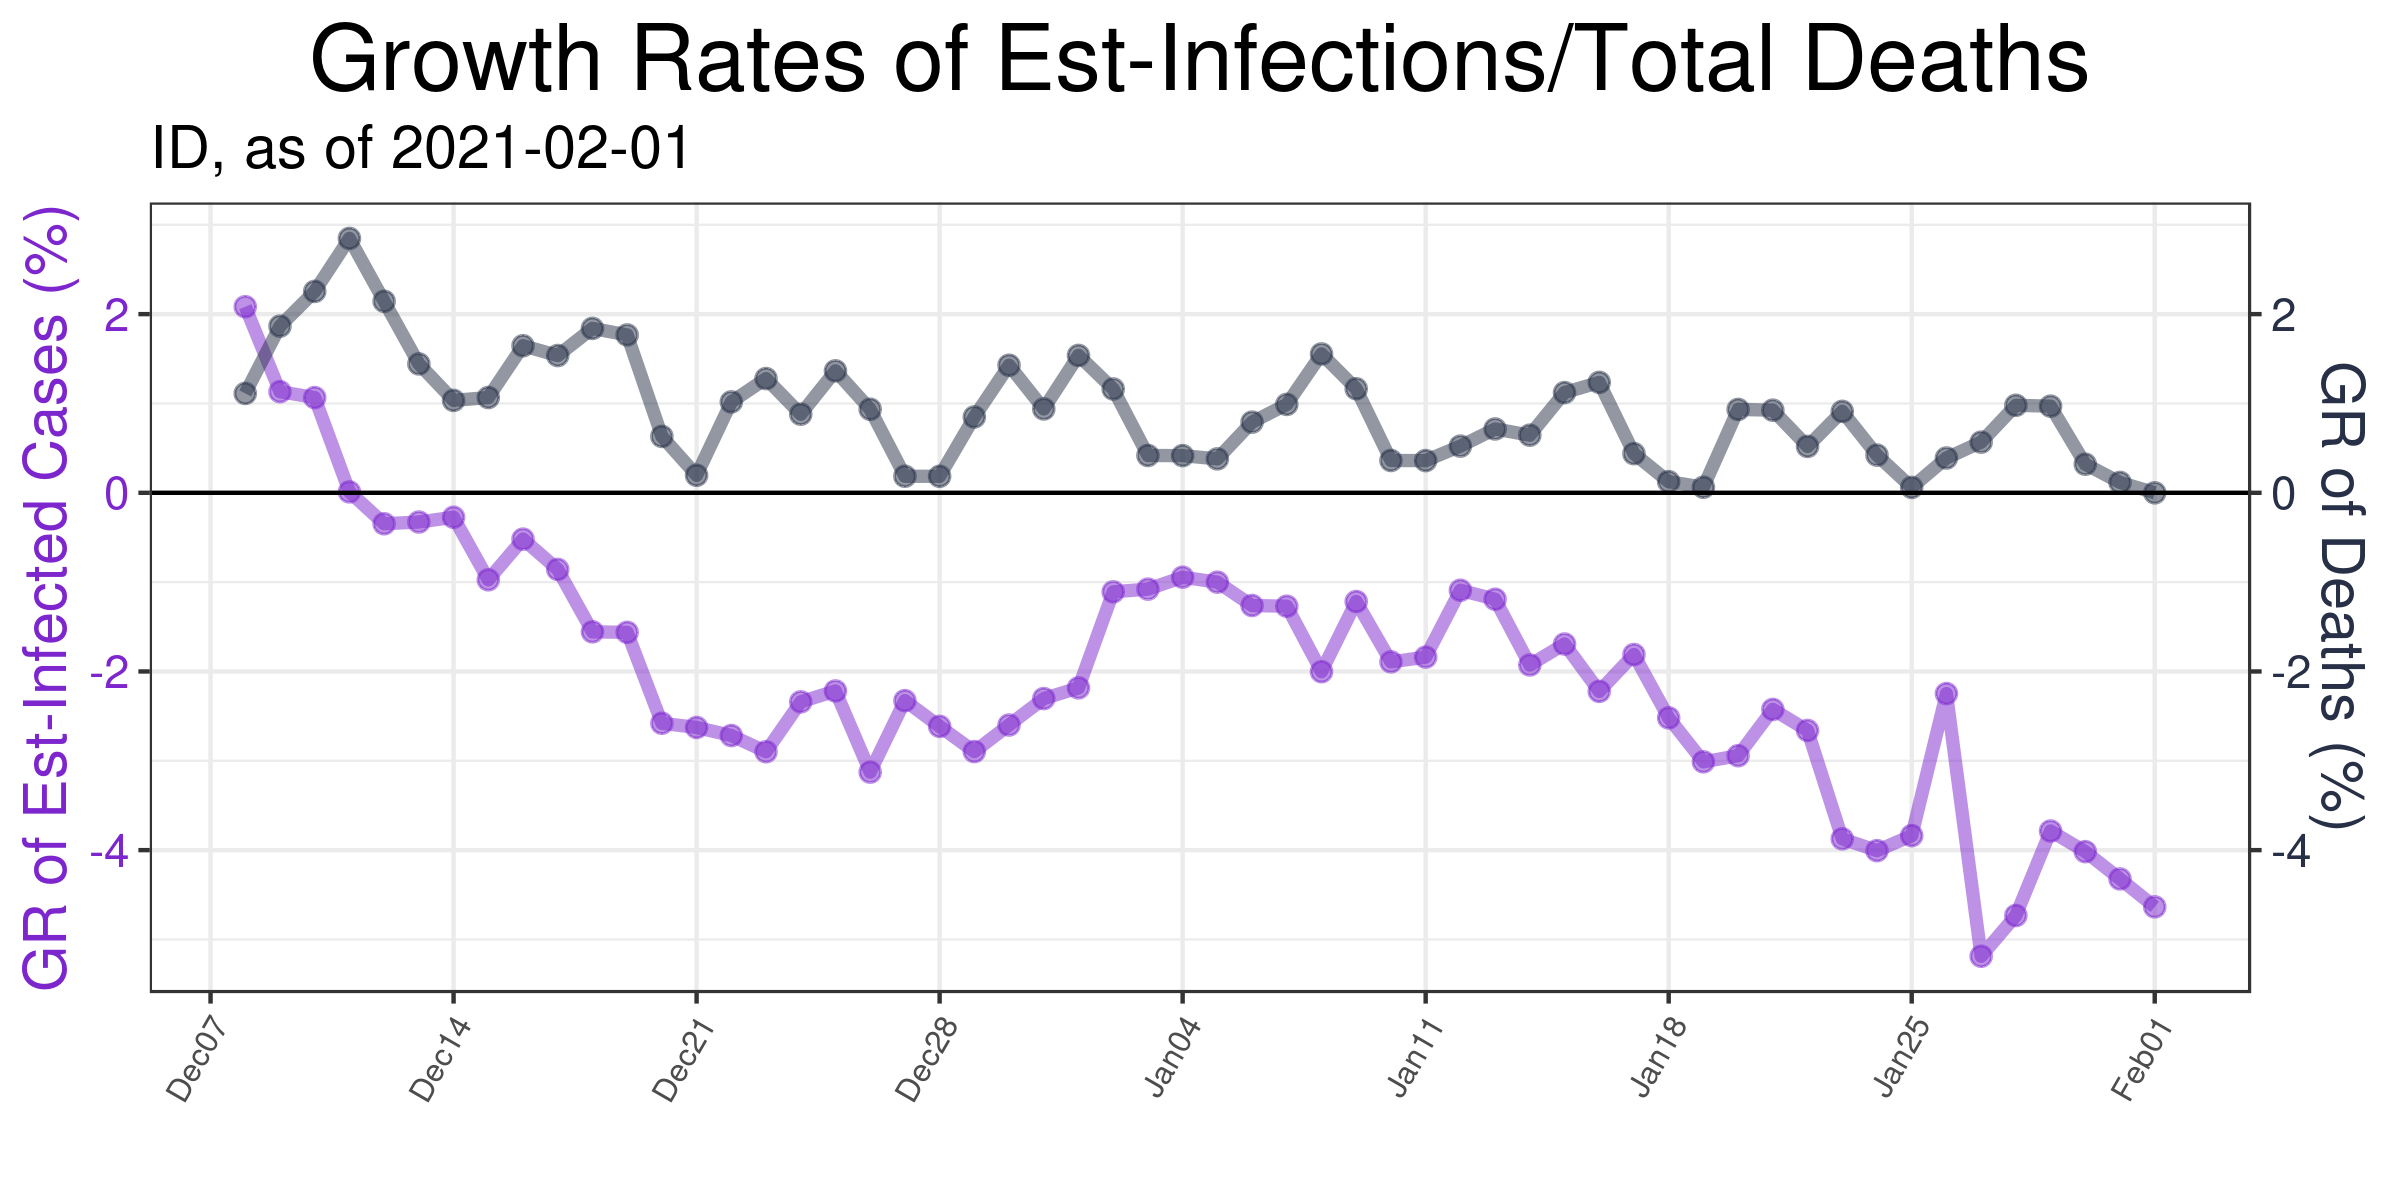 Growth Rates of Est-Infections/Total Deaths
ID, as of 2021-02-01
GR of Est-Infected Cases (%)
2
0
-2
-4
2
0
-2
-4
GR of Deaths (%)
Dec07
Dec14
Dec21
Dec28
Jan04
Jan11
Jan18
Jan25
Feb01